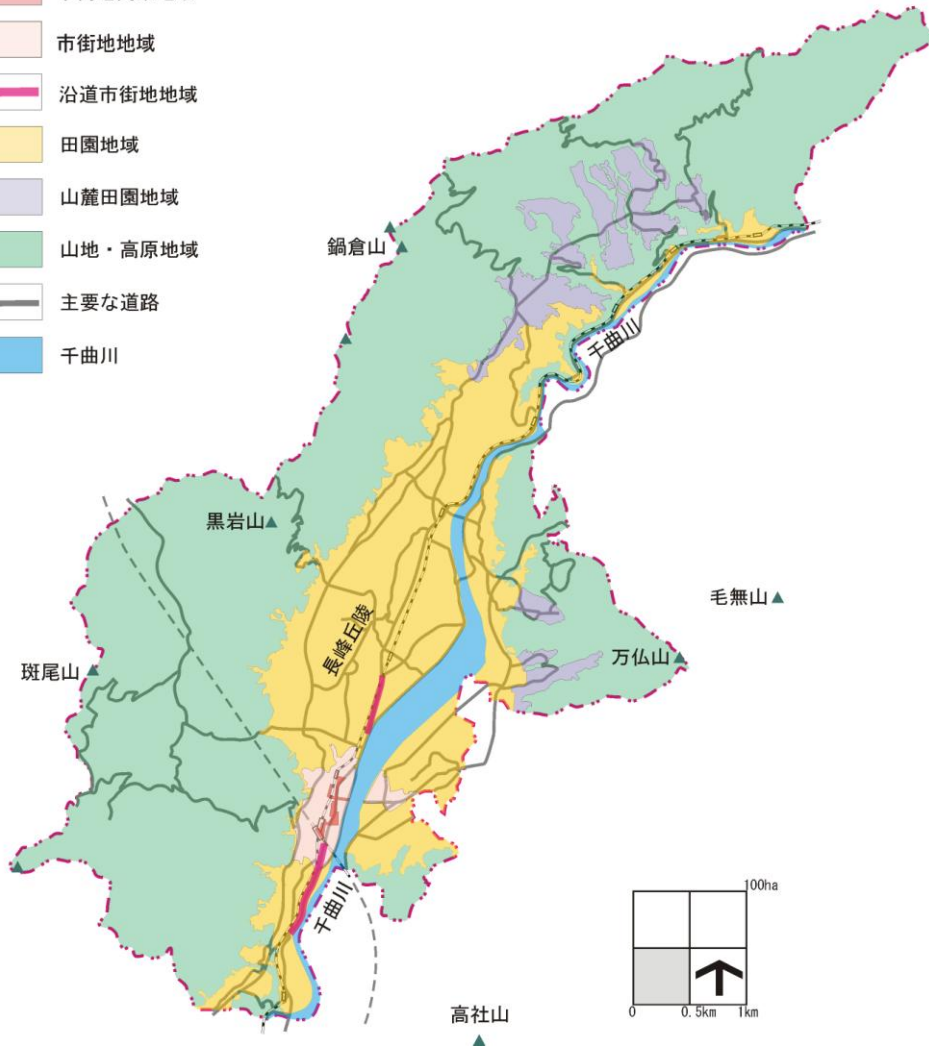 市街地地域
沿道市街地地域
田園地域
山麓田園地域
山地・高原地域
主要な道路
千曲川
鍋倉山
千曲川
黒岩山
毛無山
長峰丘陵
万仏山
斑尾山
千曲川
高社山
100ha
0 0.5km 1km